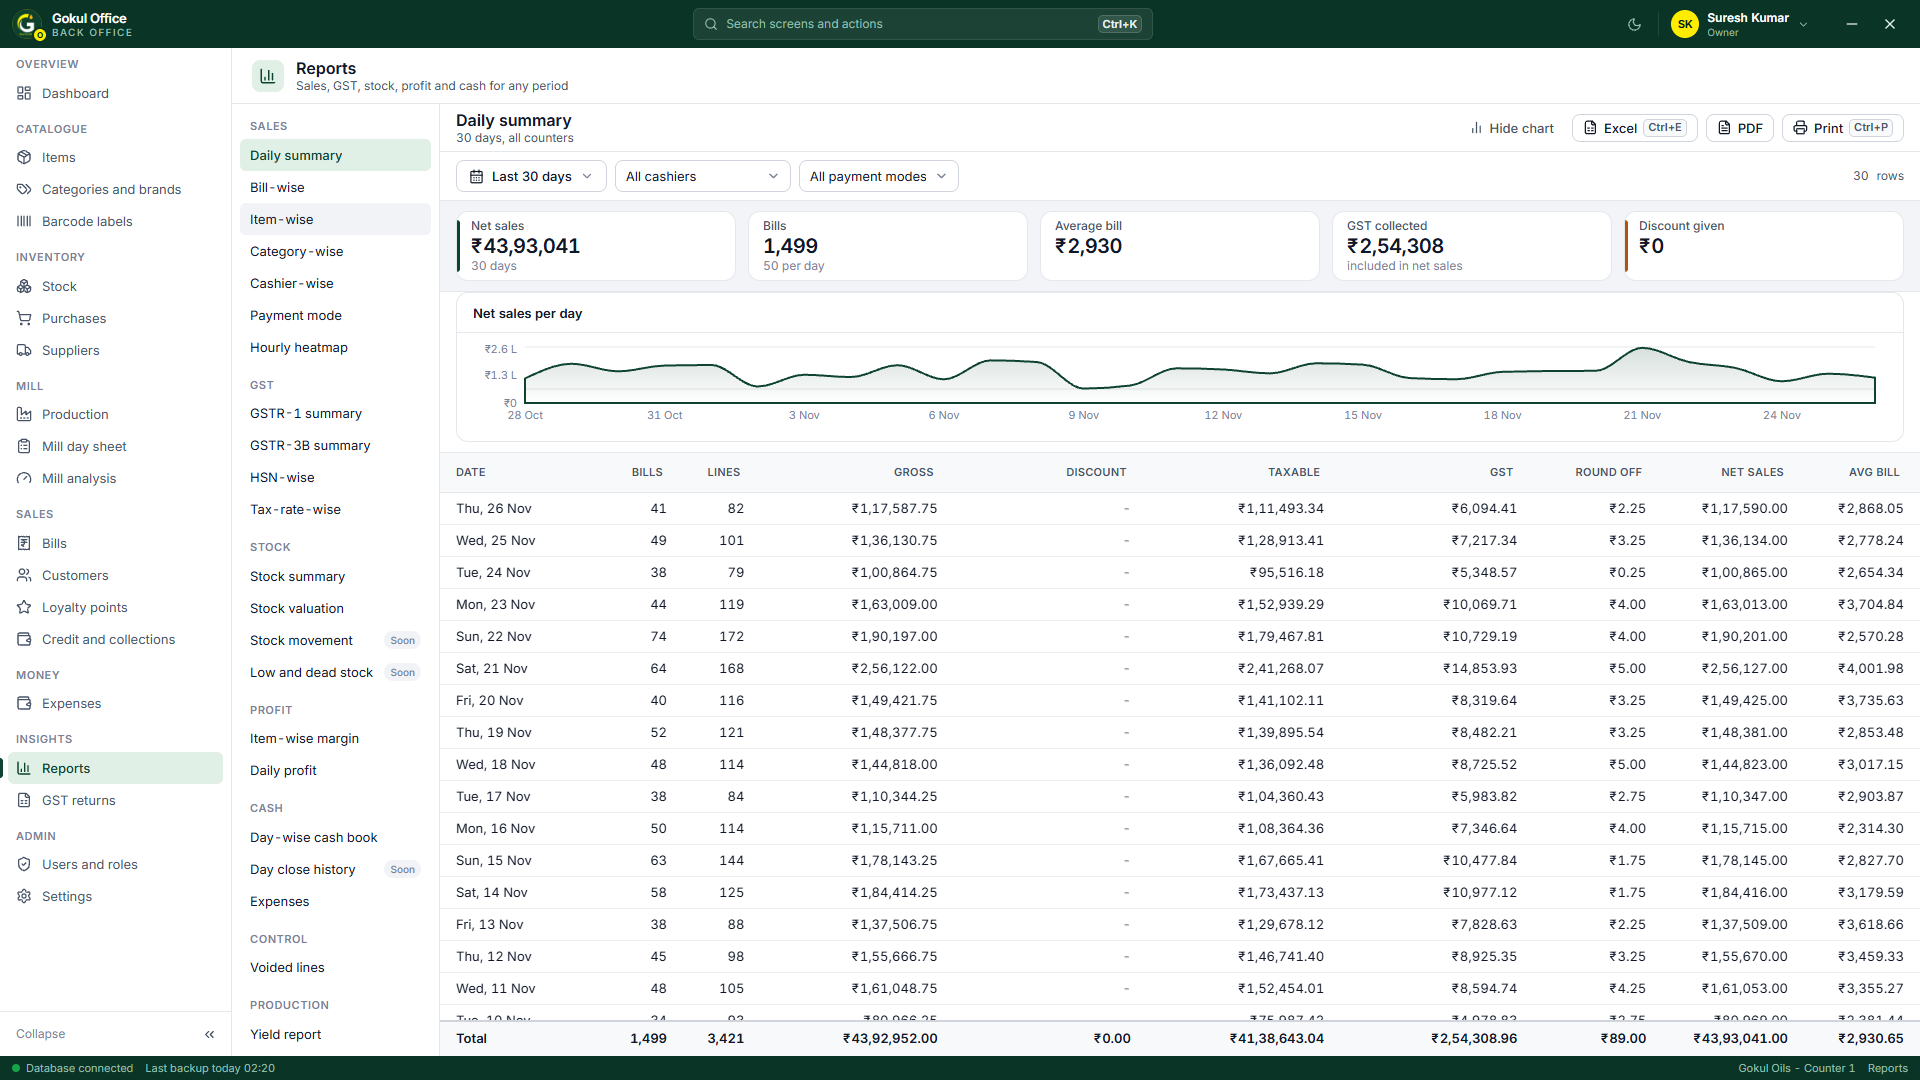 Gokul Office
BACK OFFICE
Search screens and actions Ctrl+K
SK Suresh Kumar
Owner
OVERVIEW
Dashboard
CATALOGUE
Items
Categories and brands
Barcode labels
INVENTORY
Stock
Purchases
Suppliers
MILL
Production
Mill day sheet
Mill analysis
SALES
Bills
Customers
Loyalty points
Credit and collections
MONEY
Expenses
INSIGHTS
Reports
GST returns
ADMIN
Users and roles
Settings
Collapse
Reports
Sales, GST, stock, profit and cash for any period
SALES
Daily summary
Bill-wise
Item-wise
Category-wise
Cashier-wise
Payment mode
Hourly heatmap
GST
GSTR-1 summary
GSTR-3B summary
HSN-wise
Tax-rate-wise
STOCK
Stock summary
Stock valuation
Stock movement Soon
Low and dead stock Soon
PROFIT
Item-wise margin
Daily profit
CASH
Day-wise cash book
Day close history Soon
Expenses
CONTROL
Voided lines
PRODUCTION
Yield report
Daily summary
30 days, all counters
Hide chart Excel Ctrl+E PDF Print Ctrl+P
Last 30 days All cashiers All payment modes 30 rows
Net sales
₹43,93,041
30 days
Bills
1,499
50 per day
Average bill
₹2,930
GST collected
₹2,54,308
included in net sales
Discount given
₹0
Net sales per day
₹2.6 L
₹1.3 L
₹0
28 Oct 31 Oct 3 Nov 6 Nov 9 Nov 12 Nov 15 Nov 18 Nov 21 Nov 24 Nov
DATE BILLS LINES GROSS DISCOUNT TAXABLE GST ROUND OFF NET SALES AVG BILL
Thu, 26 Nov 41 82 ₹1,17,587.75 - ₹1,11,493.34 ₹6,094.41 ₹2.25 ₹1,17,590.00 ₹2,868.05
Wed, 25 Nov 49 101 ₹1,36,130.75 - ₹1,28,913.41 ₹7,217.34 ₹3.25 ₹1,36,134.00 ₹2,778.24
Tue, 24 Nov 38 79 ₹1,00,864.75 - ₹95,516.18 ₹5,348.57 ₹0.25 ₹1,00,865.00 ₹2,654.34
Mon, 23 Nov 44 119 ₹1,63,009.00 - ₹1,52,939.29 ₹10,069.71 ₹4.00 ₹1,63,013.00 ₹3,704.84
Sun, 22 Nov 74 172 ₹1,90,197.00 - ₹1,79,467.81 ₹10,729.19 ₹4.00 ₹1,90,201.00 ₹2,570.28
Sat, 21 Nov 64 168 ₹2,56,122.00 - ₹2,41,268.07 ₹14,853.93 ₹5.00 ₹2,56,127.00 ₹4,001.98
Fri, 20 Nov 40 116 ₹1,49,421.75 - ₹1,41,102.11 ₹8,319.64 ₹3.25 ₹1,49,425.00 ₹3,735.63
Thu, 19 Nov 52 121 ₹1,48,377.75 - ₹1,39,895.54 ₹8,482.21 ₹3.25 ₹1,48,381.00 ₹2,853.48
Wed, 18 Nov 48 114 ₹1,44,818.00 - ₹1,36,092.48 ₹8,725.52 ₹5.00 ₹1,44,823.00 ₹3,017.15
Tue, 17 Nov 38 84 ₹1,10,344.25 - ₹1,04,360.43 ₹5,983.82 ₹2.75 ₹1,10,347.00 ₹2,903.87
Mon, 16 Nov 50 114 ₹1,15,711.00 - ₹1,08,364.36 ₹7,346.64 ₹4.00 ₹1,15,715.00 ₹2,314.30
Sun, 15 Nov 63 144 ₹1,78,143.25 - ₹1,67,665.41 ₹10,477.84 ₹1.75 ₹1,78,145.00 ₹2,827.70
Sat, 14 Nov 58 125 ₹1,84,414.25 - ₹1,73,437.13 ₹10,977.12 ₹1.75 ₹1,84,416.00 ₹3,179.59
Fri, 13 Nov 38 88 ₹1,37,506.75 - ₹1,29,678.12 ₹7,828.63 ₹2.25 ₹1,37,509.00 ₹3,618.66
Thu, 12 Nov 45 98 ₹1,55,666.75 - ₹1,46,741.40 ₹8,925.35 ₹3.25 ₹1,55,670.00 ₹3,459.33
Wed, 11 Nov 48 105 ₹1,61,048.75 - ₹1,52,454.01 ₹8,594.74 ₹4.25 ₹1,61,053.00 ₹3,355.27
Total 1,499 3,421 ₹43,92,952.00 ₹0.00 ₹41,38,643.04 ₹2,54,308.96 ₹89.00 ₹43,93,041.00 ₹2,930.65
Database connected Last backup today 02:20 Gokul Oils - Counter 1 Reports